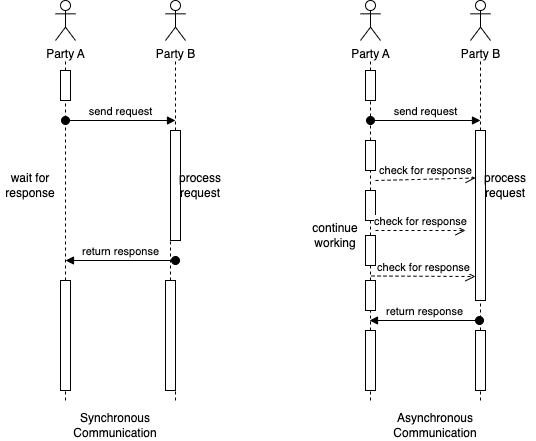 Party A
Party B
send request
wait for
response
process
request
return response
Synchronous
Communication
Party A
Party B
send request
check for response
process
request
check for response
continue
working
check for response
return response
Asynchronous
Communication